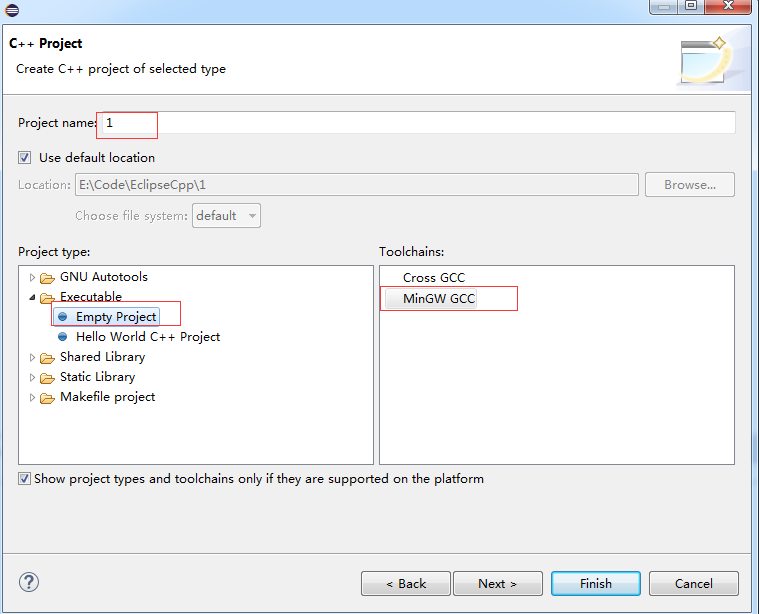 C++ Project
Create C++ project of selected type
Project name: 1
Use default location
Location: E:\Code\EclipseCpp\1 Browse...
Choose file system: default
Project type:
GNU Autotools
Executable
Empty Project
Hello World C++ Project
Shared Library
Static Library
Makefile project
Toolchains:
Cross GCC
MinGW GCC
Show project types and toolchains only if they are supported on the platform
? < Back Next > Finish Cancel